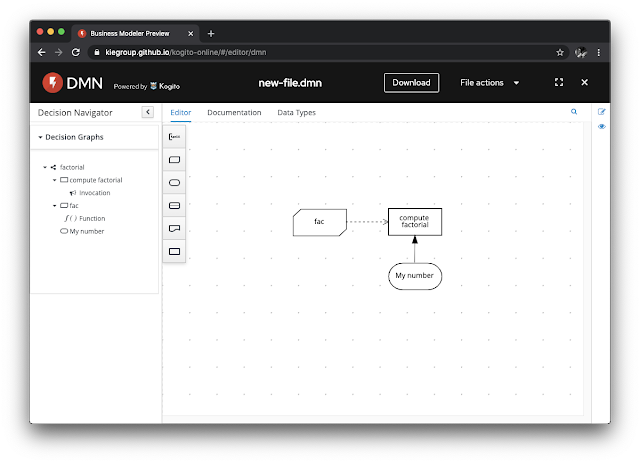 Business Modeler Preview
kiegroup.github.io/kogito-online/#/editor/dmn
DMN
Powered by Kogito
new-file.dmn
Download
File actions
Decision Navigator
Editor
Documentation
Data Types
Decision Graphs
factorial
compute factorial
Invocation
fac
f() Function
My number
fac
compute
factorial
My number